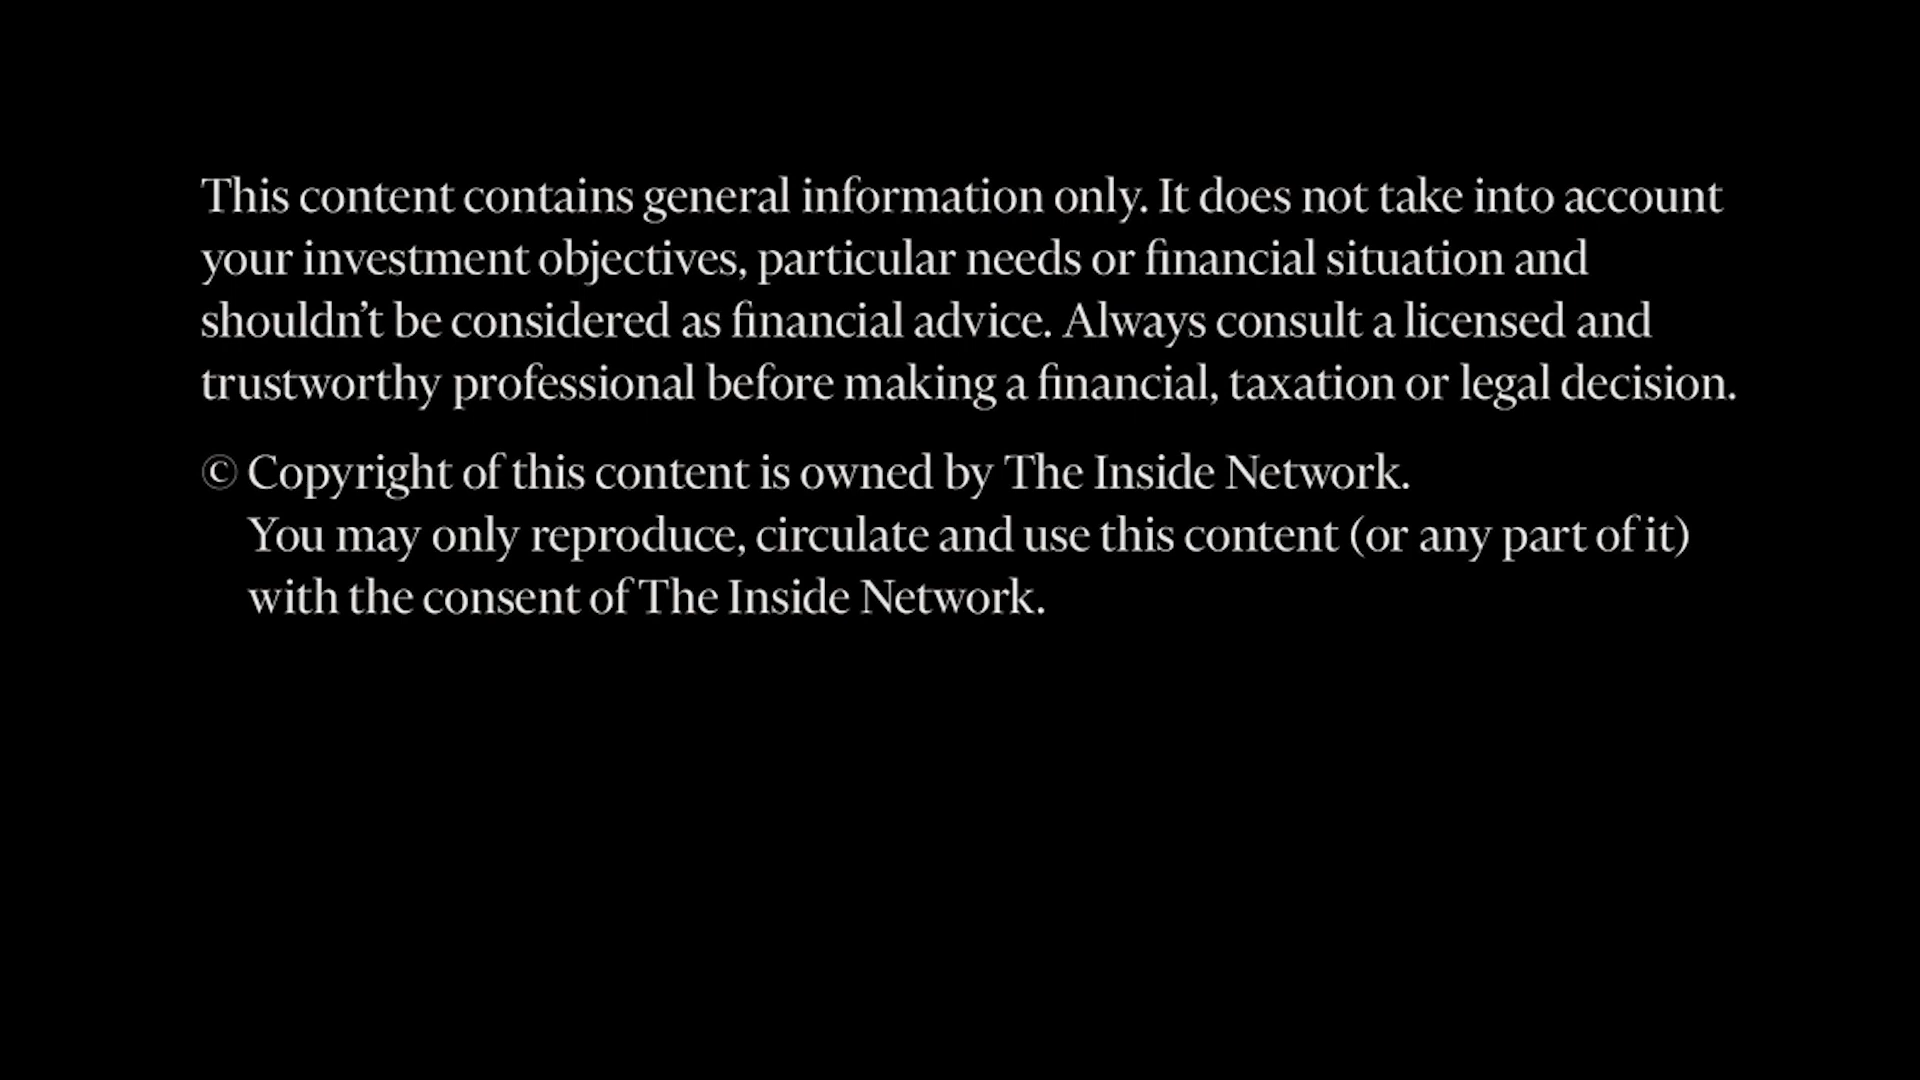 This content contains general information only. It does not take into account
your investment objectives, particular needs or financial situation and
shouldn’t be considered as financial advice. Always consult a licensed and
trustworthy professional before making a financial, taxation or legal decision.
© Copyright of this content is owned by The Inside Network.
You may only reproduce, circulate and use this content (or any part of it)
with the consent of The Inside Network.